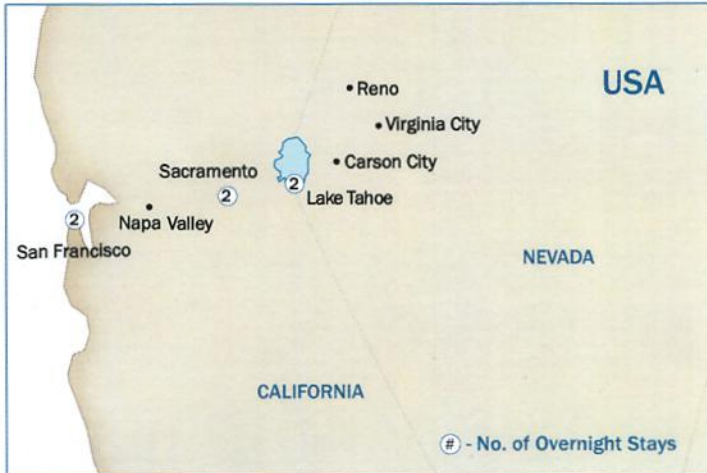 USA
Reno
Virginia City
Carson City
Sacramento
2
2
Lake Tahoe
2
Napa Valley
San Francisco
NEVADA
CALIFORNIA
# - No. of Overnight Stays